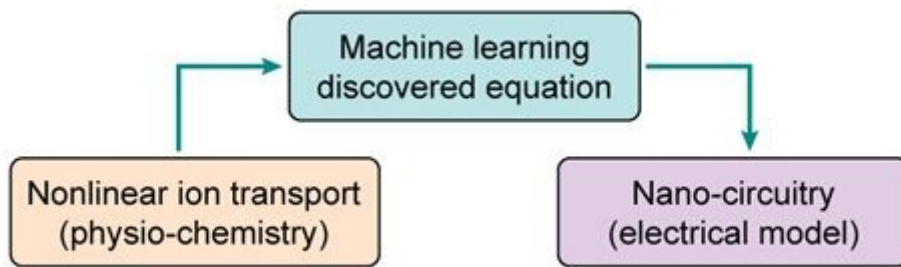 Machine learning
discovered equation
Nonlinear ion transport
(physio-chemistry)
Nano-circuitry
(electrical model)